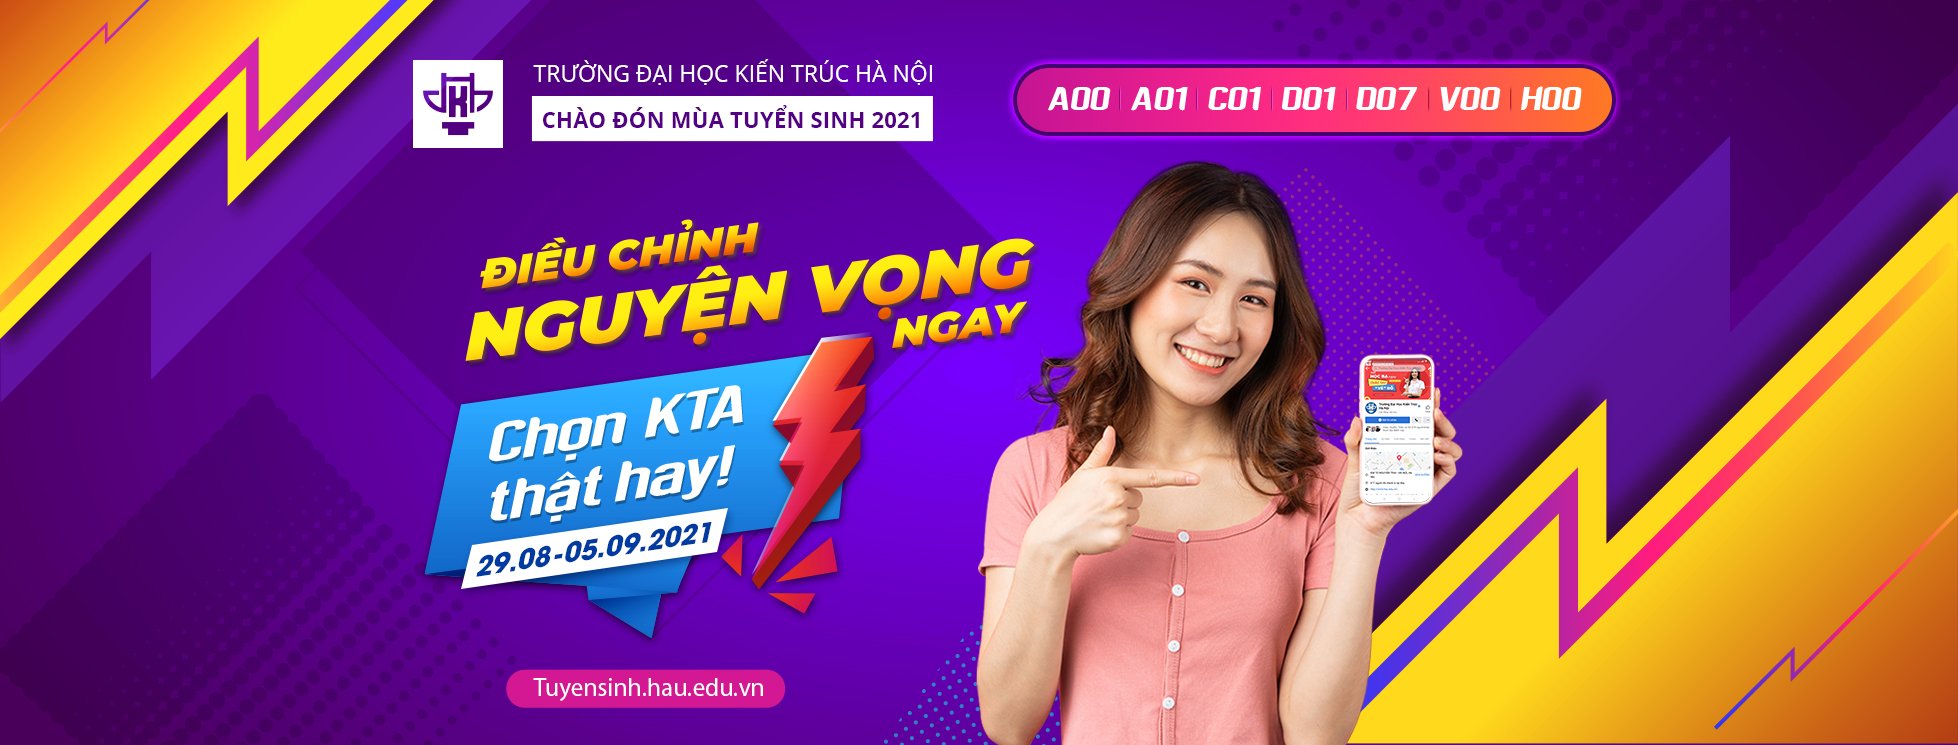 TRƯỜNG ĐẠI HỌC KIẾN TRÚC HÀ NỘI
CHÀO ĐÓN MÙA TUYỂN SINH 2021
A00 A01 C01 D01 D07 V00 H00
ĐIỀU CHỈNH
NGUYỆN VỌNG
NGAY
Chọn KTA
thật hay!
29.08-05.09.2021
Tuyensinh.hau.edu.vn